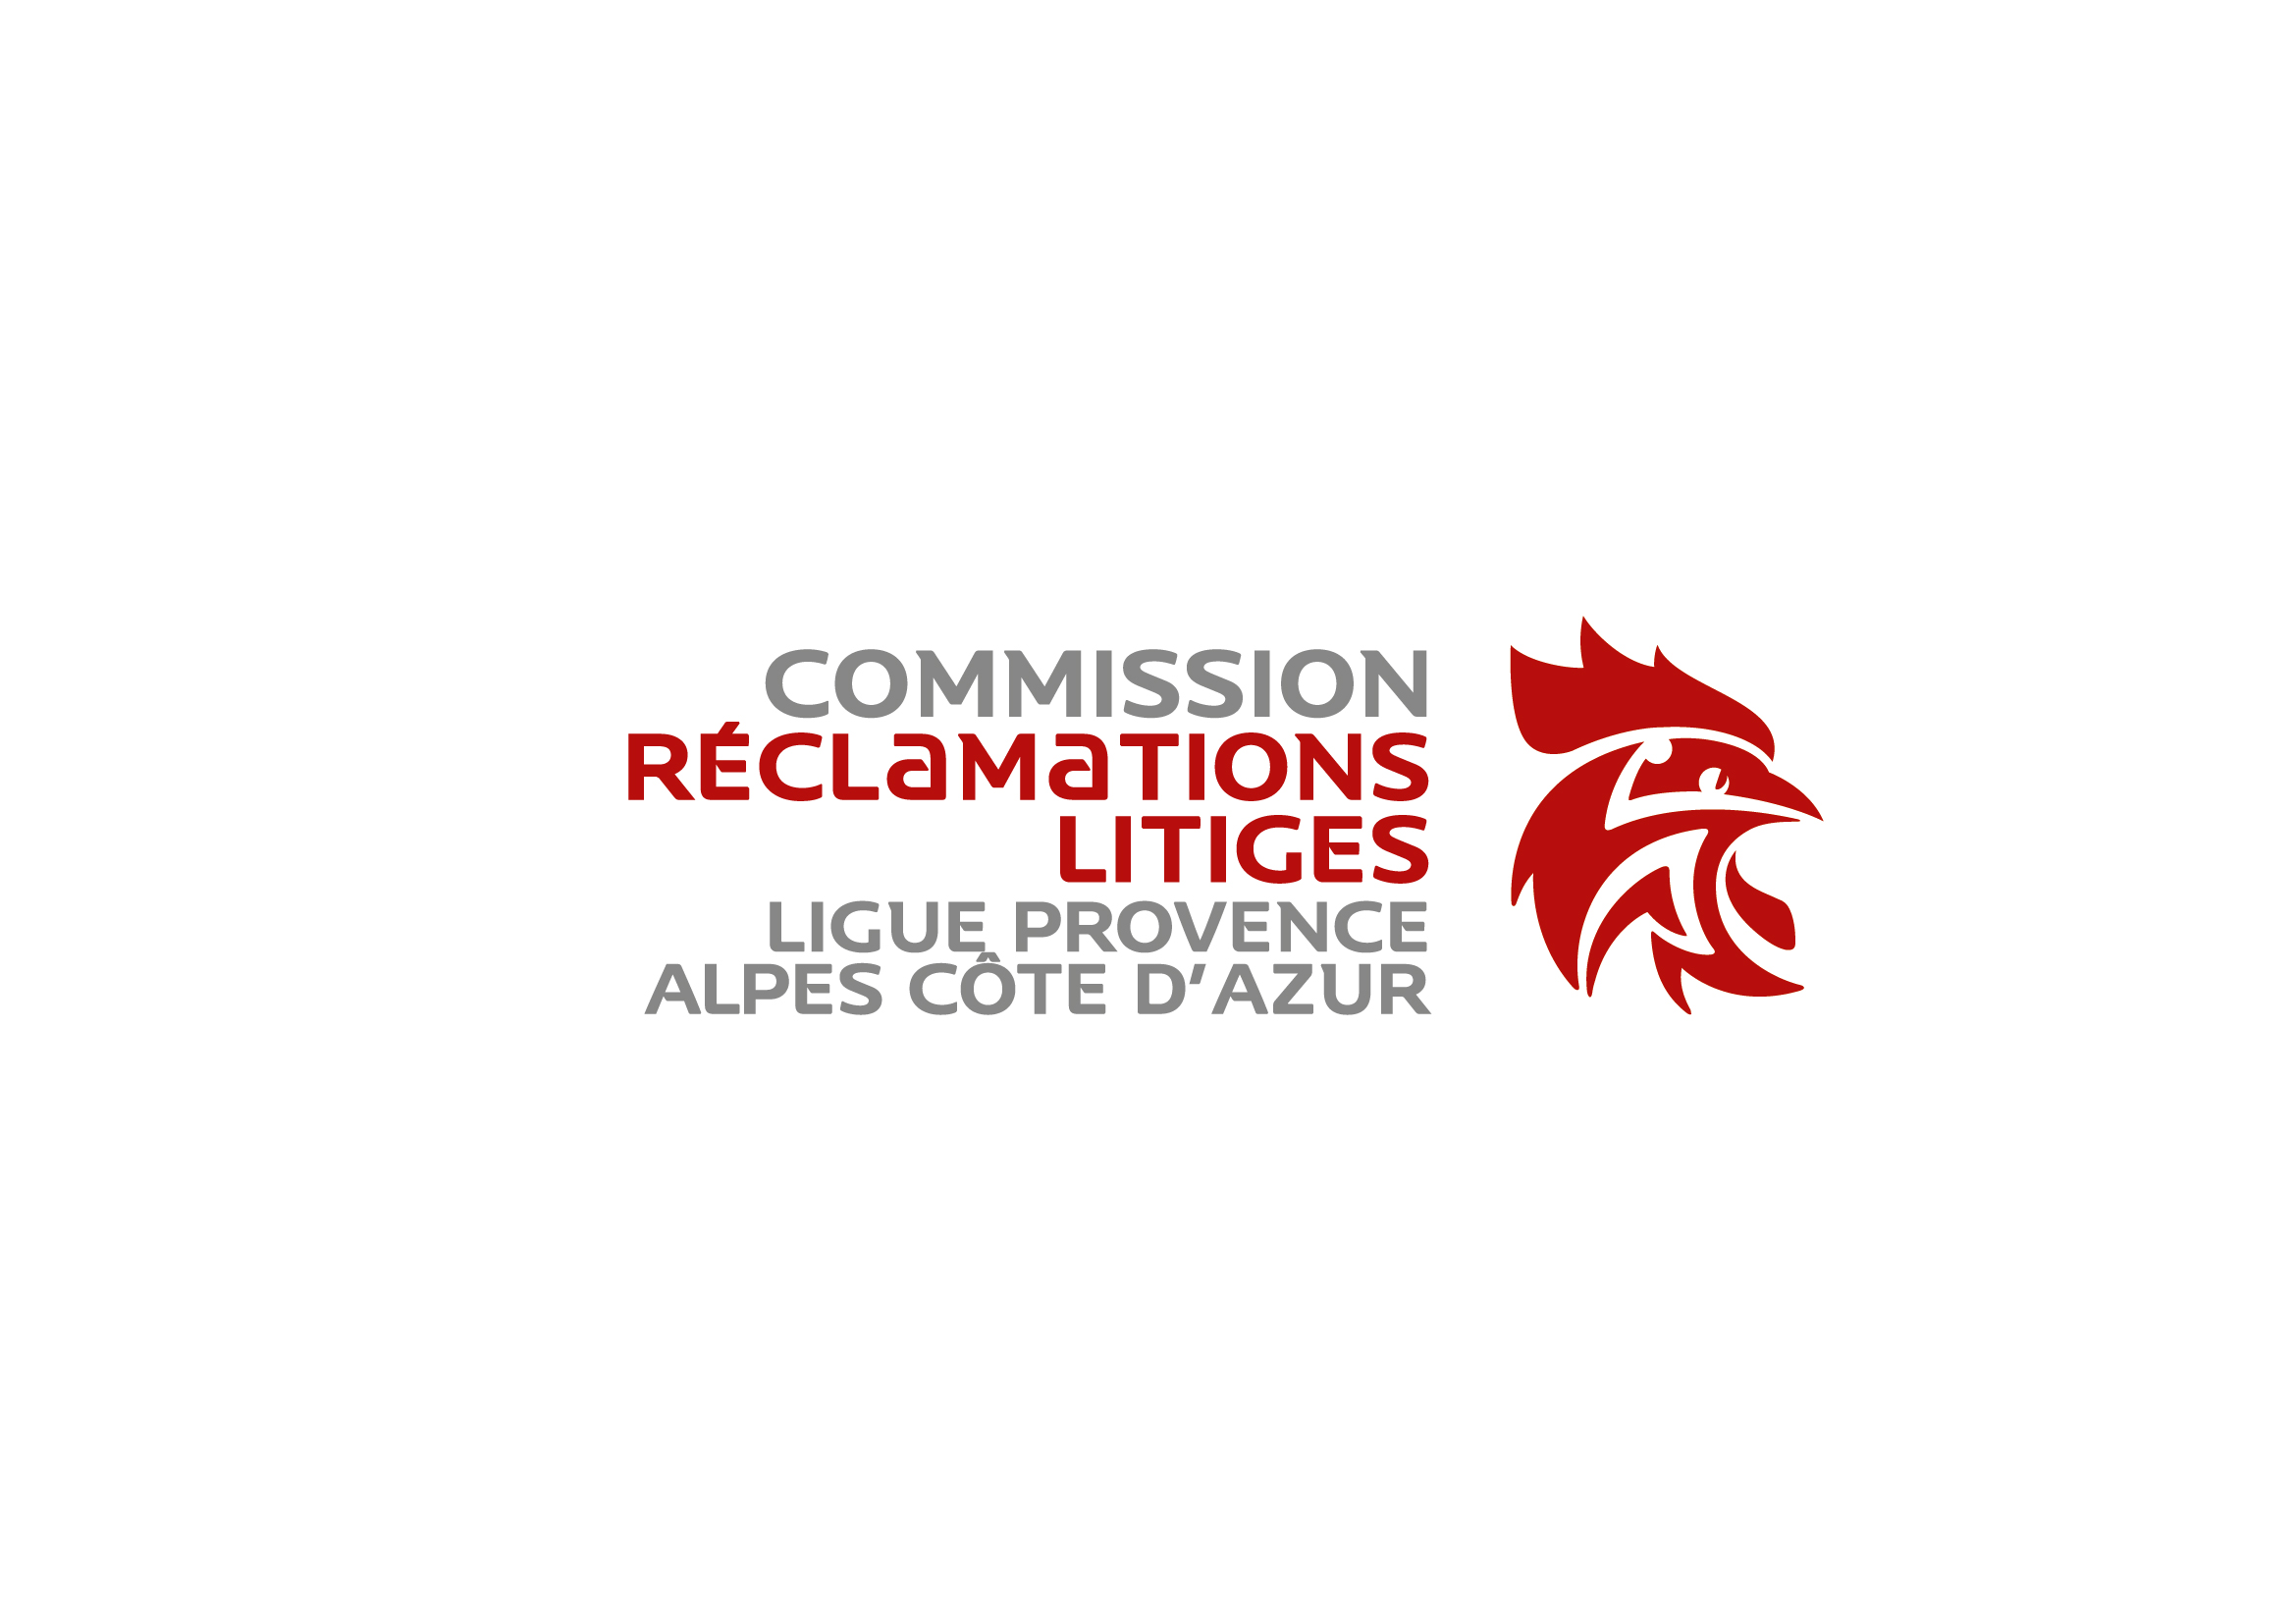 COMMISSION
RÉCLaMaTIONS
LITIGES
LIGUE PROVENCE
ALPES CÔTE D'AZUR